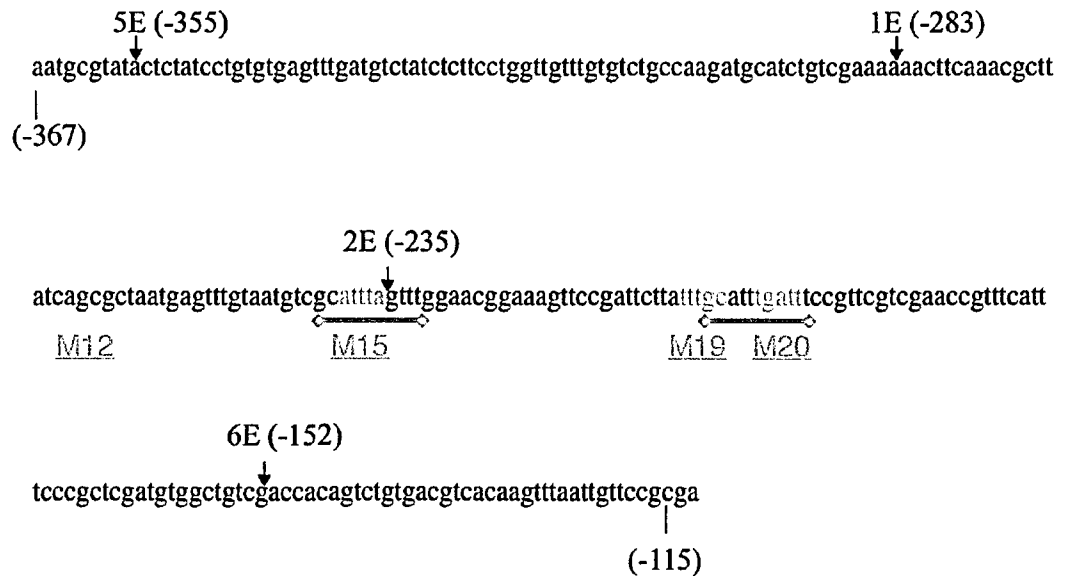 5E (-355) 1E (-283)
aatgcgtatactctatcctgtgtgagtttgatgtctatctcttcctggttgtttgtgtctgccaagatgcatctgtcgaaaaaacttcaaacgctt
(-367)
2E (-235)
atcagcgctaatgagtttgtaatgtcgcatttagtttggaacggaaagttccgattcttatttgcatttgatttccgttcgtcgaaccgtttcatt
M12 M15 M19 M20
6E (-152)
tcccgctcgatgtggctgtcgaccacagtctgtgacgtcacaagtttaattgttccgcga
(-115)